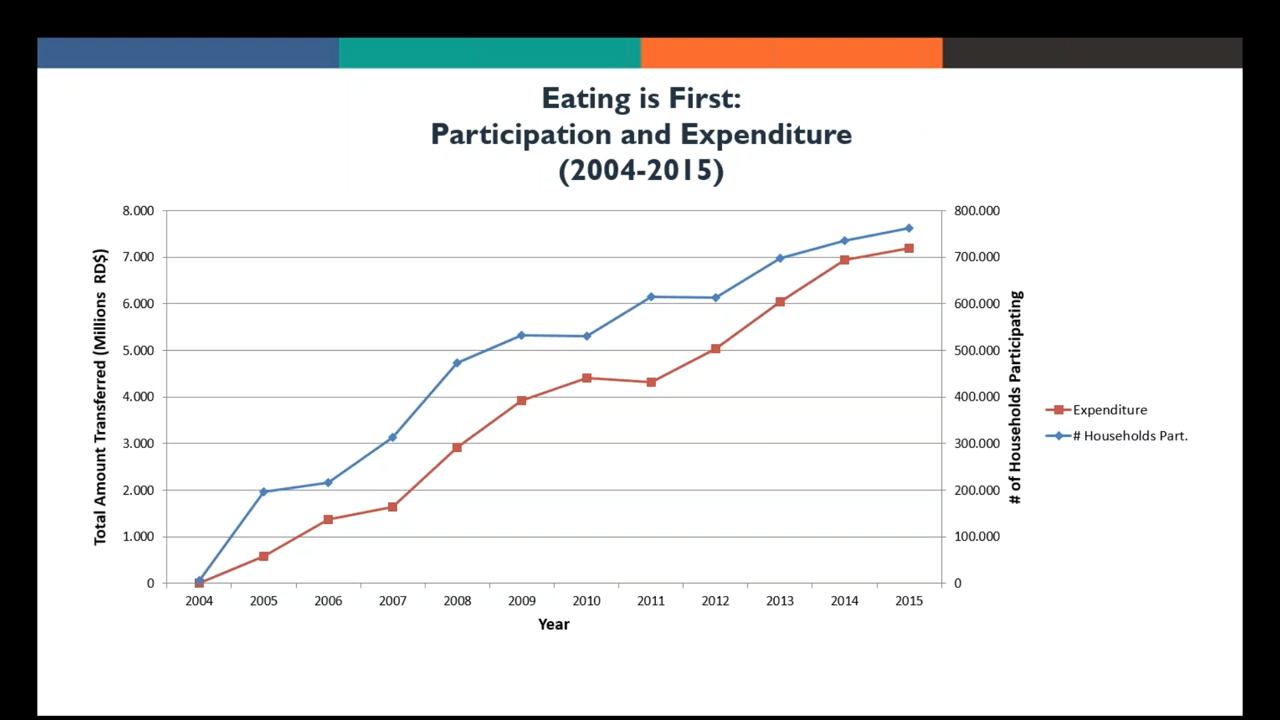 Eating is First:
Participation and Expenditure
(2004-2015)
Total Amount Transferred (Millions RD$)
8.000
7.000
6.000
5.000
4.000
3.000
2.000
1.000
0
800.000
700.000
600.000
500.000
400.000
300.000
200.000
100.000
0
# of Households Participating
Expenditure
# Households Part.
2004 2005 2006 2007 2008 2009 2010 2011 2012 2013 2014 2015
Year